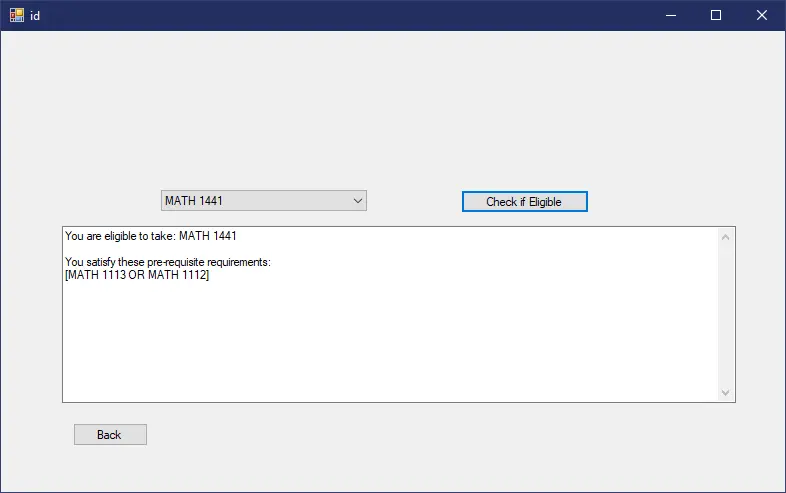 id
MATH 1441
Check if Eligible
You are eligible to take: MATH 1441
You satisfy these pre-requisite requirements:
[MATH 1113 OR MATH 1112]
Back